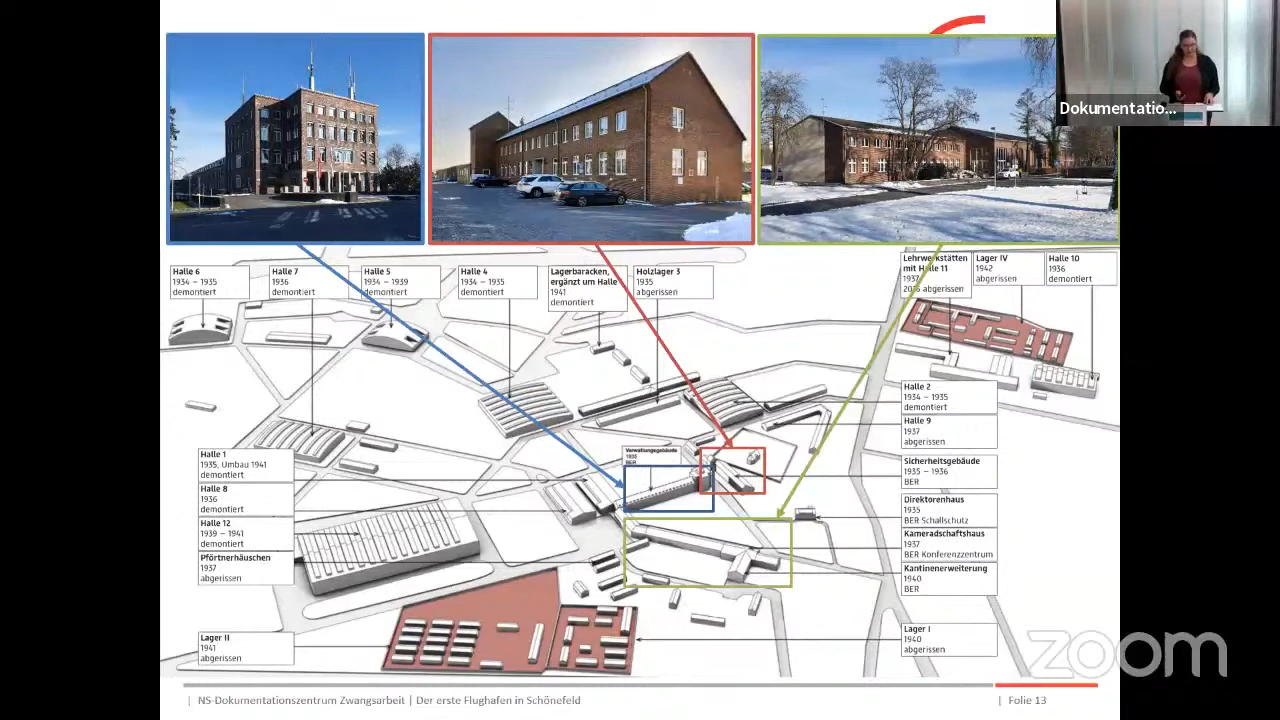 Dokumentatio...
Halle 6
1934 – 1935
demontiert
Halle 7
1936
demontiert
Halle 5
1934 – 1939
demontiert
Halle 4
1934 – 1935
demontiert
Lagerbaracken,
ergänzt um Halle
1941
demontiert
Holzlager 3
1935
abgerissen
Lehrwerkstätten
mit Halle 11
1937
abgerissen
Lager IV
1942
abgerissen
Halle 10
1936
demontiert
Halle 2
1934 – 1935
demontiert
Halle 9
1937
abgerissen
Verwaltungsgebäude
1935
BER
Halle 1
1935, Umbau 1941
demontiert
Halle 8
1936
demontiert
Halle 12
1939 – 1941
demontiert
Pförtnerhäuschen
1937
abgerissen
Sicherheitsgebäude
1935 – 1936
BER
Direktorenhaus
1935
BER Schallschutz
Kameradschaftshaus
1937
BER Konferenzzentrum
Kantinenerweiterung
1940
BER
Lager II
1941
abgerissen
Lager I
1940
abgerissen
zoom
| NS-Dokumentationszentrum Zwangsarbeit | Der erste Flughafen in Schönefeld
| Folie 13